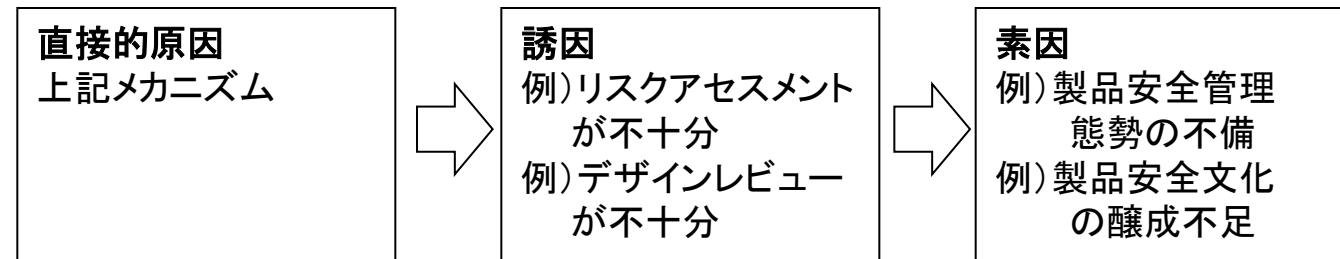 直接的原因
上記メカニズム
誘因
例）リスクアセスメント
が不十分
例）デザインレビュー
が不十分
素因
例）製品安全管理
態勢の不備
例）製品安全文化
の醸成不足